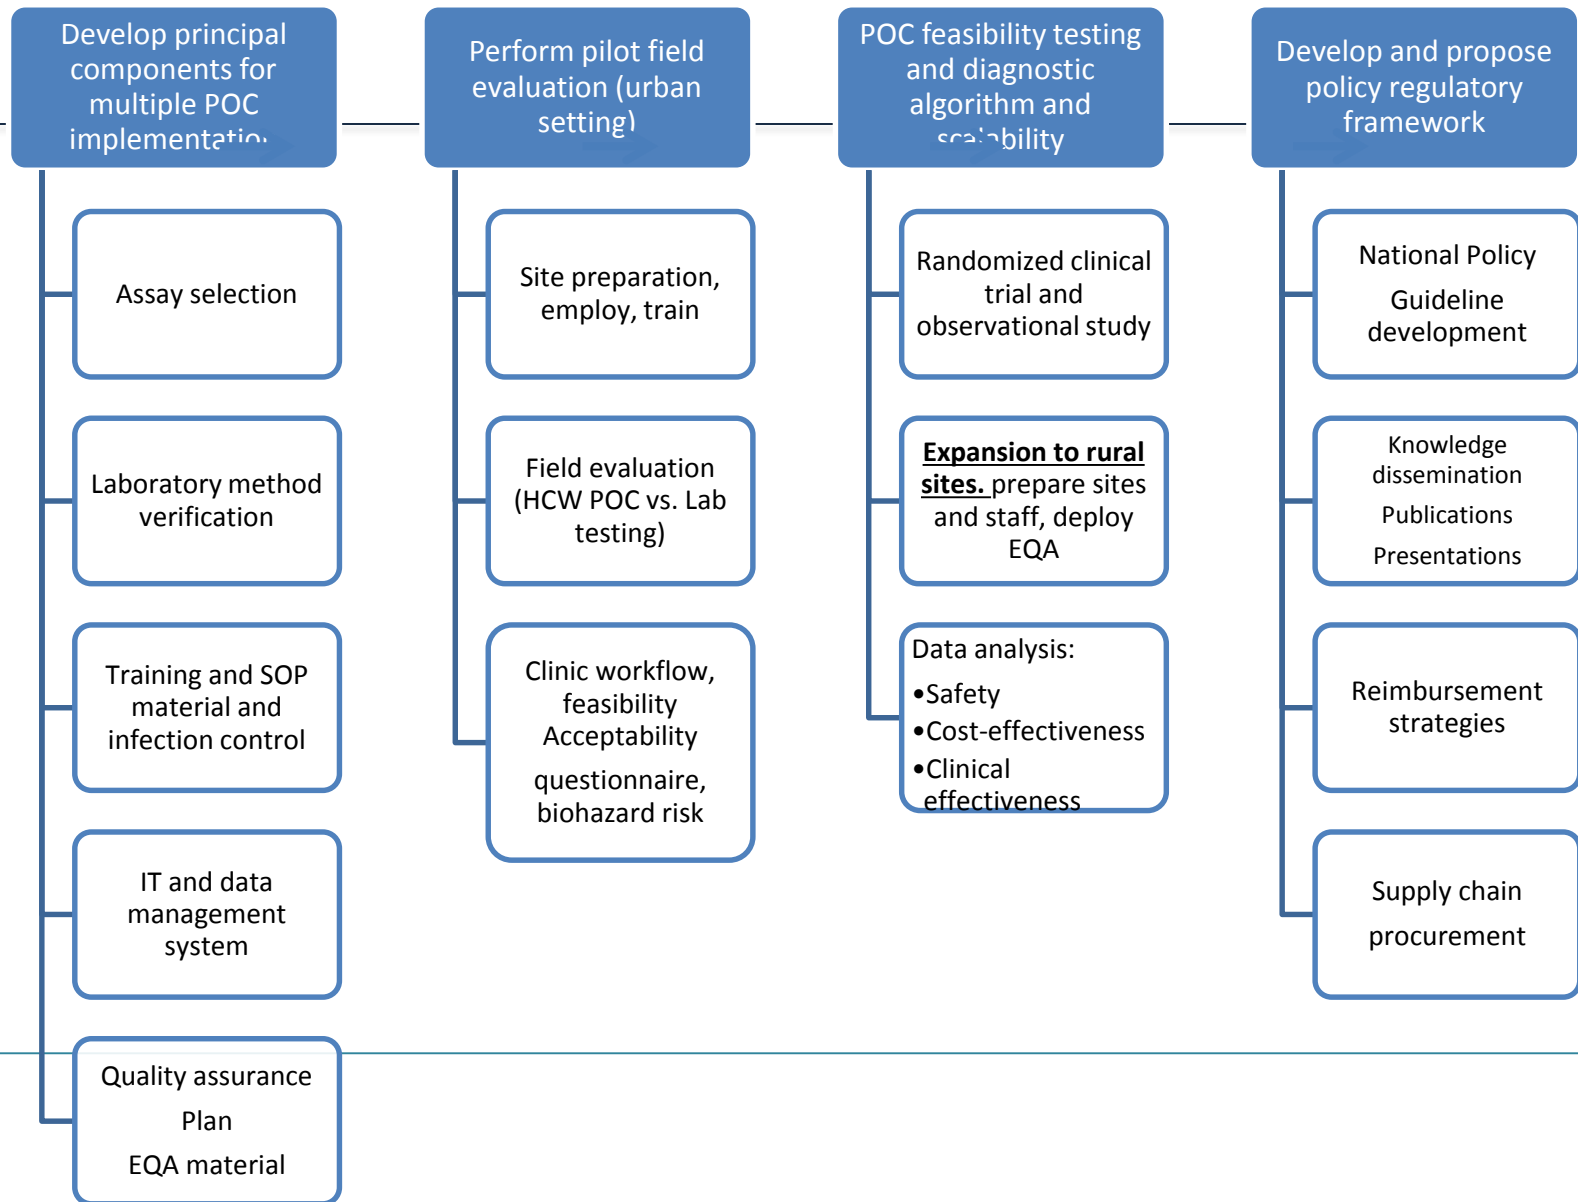 Develop principal
components for
multiple POC
implementation
Assay selection
Laboratory method
verification
Training and SOP
material and
infection control
IT and data
management
system
Quality assurance
Plan
EQA material
Perform pilot field
evaluation (urban
setting)
Site preparation,
employ, train
Field evaluation
(HCW POC vs. Lab
testing)
Clinic workflow,
feasibility
Acceptability
questionnaire,
biohazard risk
POC feasibility testing
and diagnostic
algorithm and
scalability
Randomized clinical
trial and
observational study
Expansion to rural
sites. prepare sites
and staff, deploy
EQA
Data analysis:
•Safety
•Cost-effectiveness
•Clinical
effectiveness
Develop and propose
policy regulatory
framework
National Policy
Guideline
development
Knowledge
dissemination
Publications
Presentations
Reimbursement
strategies
Supply chain
procurement